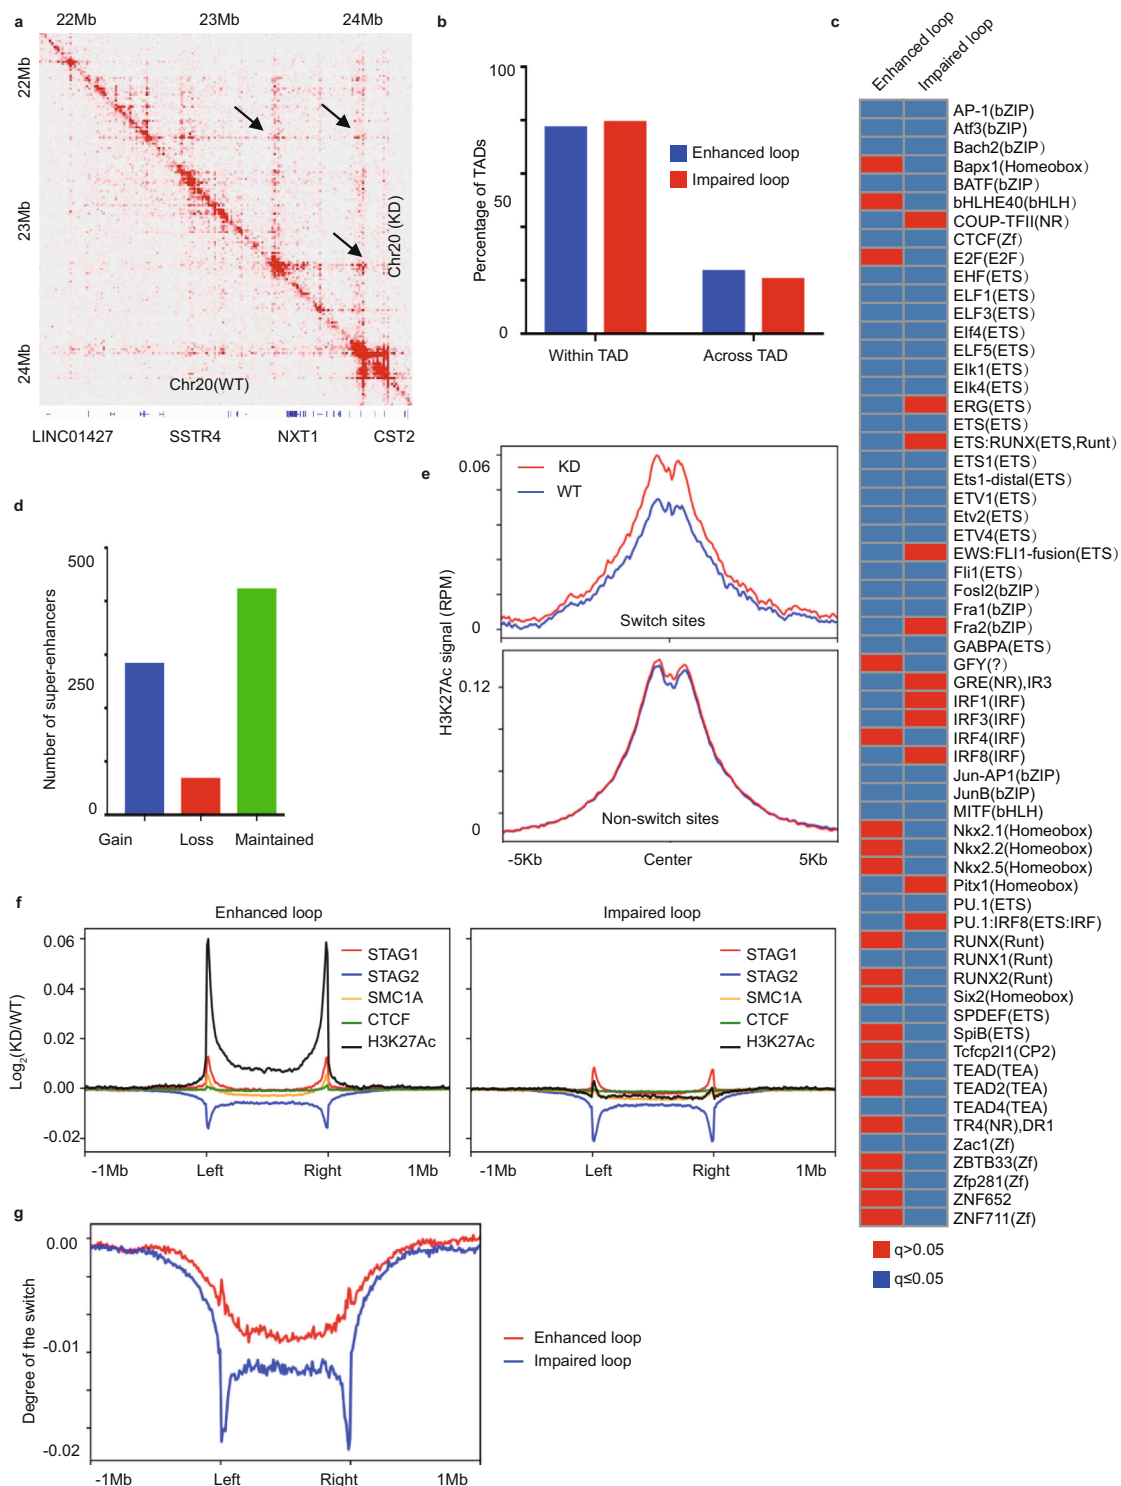 a
22Mb 23Mb 24Mb
22Mb
23Mb
24Mb
Chr20 (KD)
Chr20(WT)
LINC01427 SSTR4 NXT1 CST2
b
Percentage of TADs
100
50
0
Enhanced loop
Impaired loop
Within TAD Across TAD
c
Enhanced loop
Impaired loop
AP-1(bZIP)
Atf3(bZIP)
Bach2(bZIP)
Bapx1(Homeobox)
BATF(bZIP)
bHLHE40(bHLH)
COUP-TFII(NR)
CTCF(Zf)
E2F(E2F)
EHF(ETS)
ELF1(ETS)
ELF3(ETS)
Elf4(ETS)
ELF5(ETS)
Elk1(ETS)
Elk4(ETS)
ERG(ETS)
ETS(ETS)
ETS:RUNX(ETS,Runt)
ETS1(ETS)
Ets1-distal(ETS)
ETV1(ETS)
Etv2(ETS)
ETV4(ETS)
EWS:FLI1-fusion(ETS)
Fli1(ETS)
Fosl2(bZIP)
Fra1(bZIP)
Fra2(bZIP)
GABPA(ETS)
GFY(?)
GRE(NR),IR3
IRF1(IRF)
IRF3(IRF)
IRF4(IRF)
IRF8(IRF)
Jun-AP1(bZIP)
JunB(bZIP)
MITF(bHLH)
Nkx2.1(Homeobox)
Nkx2.2(Homeobox)
Nkx2.5(Homeobox)
Pitx1(Homeobox)
PU.1(ETS)
PU.1:IRF8(ETS:IRF)
RUNX(Runt)
RUNX1(Runt)
RUNX2(Runt)
Six2(Homeobox)
SPDEF(ETS)
SpiB(ETS)
Tcfcp2l1(CP2)
TEAD(TEA)
TEAD2(TEA)
TEAD4(TEA)
TR4(NR),DR1
Zac1(Zf)
ZBTB33(Zf)
Zfp281(Zf)
ZNF652
ZNF711(Zf)
q>0.05
q≤0.05
d
Number of super-enhancers
500
250
0
Gain Loss Maintained
e
H3K27Ac signal (RPM)
0.06
0
KD
WT
Switch sites
0.12
0
Non-switch sites
-5Kb Center 5Kb
f
Enhanced loop
Log2(KD/WT)
0.06
0.04
0.02
0.00
-0.02
STAG1
STAG2
SMC1A
CTCF
H3K27Ac
-1Mb Left Right 1Mb
Impaired loop
STAG1
STAG2
SMC1A
CTCF
H3K27Ac
-1Mb Left Right 1Mb
g
Degree of the switch
0.00
-0.01
-0.02
Enhanced loop
Impaired loop
-1Mb Left Right 1Mb